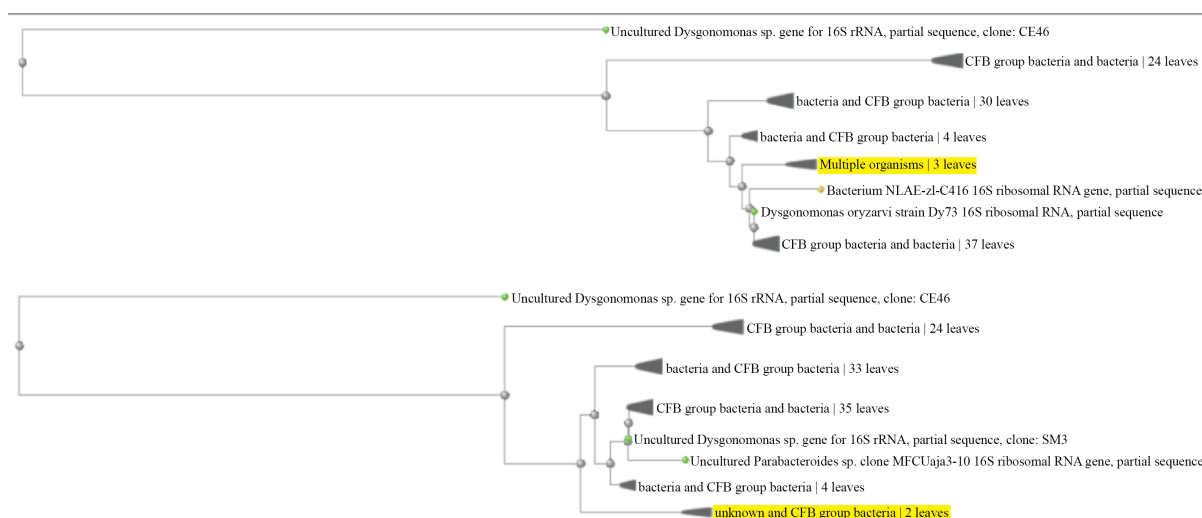 Uncultured Dysgonomonas sp. gene for 16S rRNA, partial sequence, clone: CE46
CFB group bacteria and bacteria | 24 leaves
bacteria and CFB group bacteria | 30 leaves
bacteria and CFB group bacteria | 4 leaves
Multiple organisms | 3 leaves
Bacterium NLAE-zl-C416 16S ribosomal RNA gene, partial sequence
Dysgonomonas oryzarvi strain Dy73 16S ribosomal RNA, partial sequence
CFB group bacteria and bacteria | 37 leaves
Uncultured Dysgonomonas sp. gene for 16S rRNA, partial sequence, clone: CE46
CFB group bacteria and bacteria | 24 leaves
bacteria and CFB group bacteria | 33 leaves
CFB group bacteria and bacteria | 35 leaves
Uncultured Dysgonomonas sp. gene for 16S rRNA, partial sequence, clone: SM3
Uncultured Parabacteroides sp. clone MFCUaja3-10 16S ribosomal RNA gene, partial sequence
bacteria and CFB group bacteria | 4 leaves
unknown and CFB group bacteria | 2 leaves